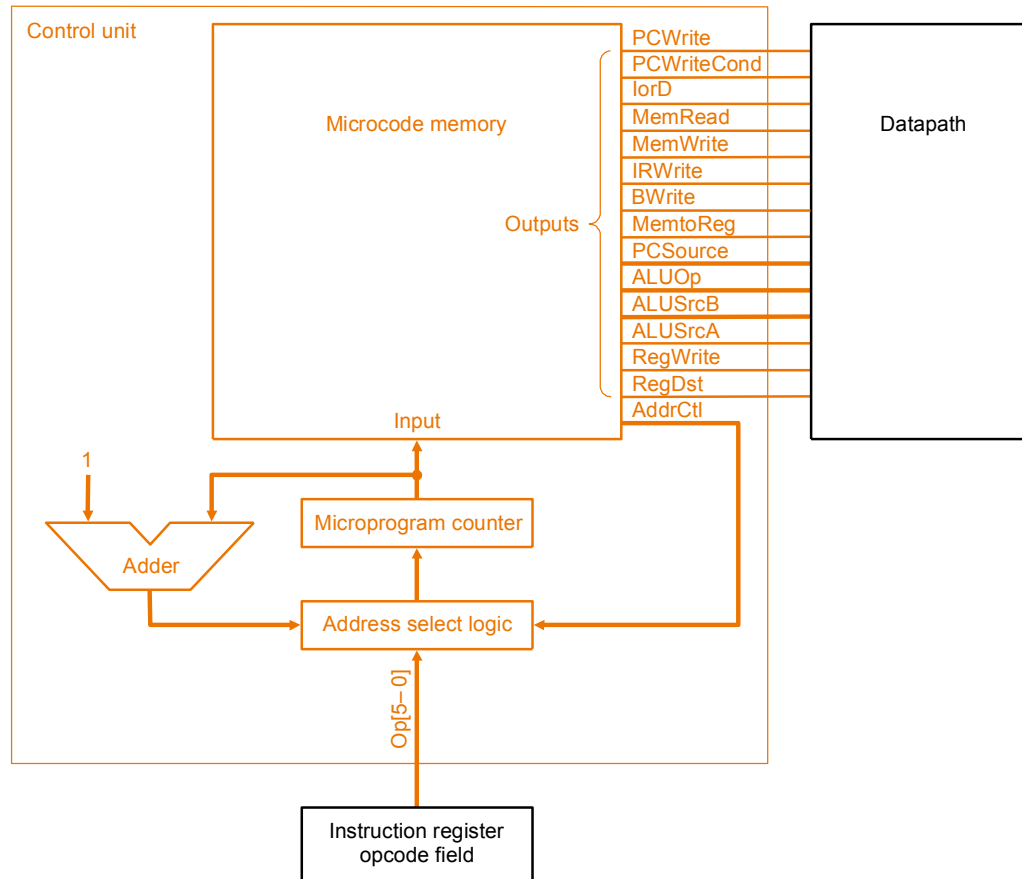 Control unit
Microcode memory
Outputs
Input
PCWrite
PCWriteCond
IorD
MemRead
MemWrite
IRWrite
BWrite
MemtoReg
PCSource
ALUOp
ALUSrcB
ALUSrcA
RegWrite
RegDst
AddrCtl
Datapath
1
Adder
Microprogram counter
Address select logic
Op[5– 0]
Instruction register
opcode field